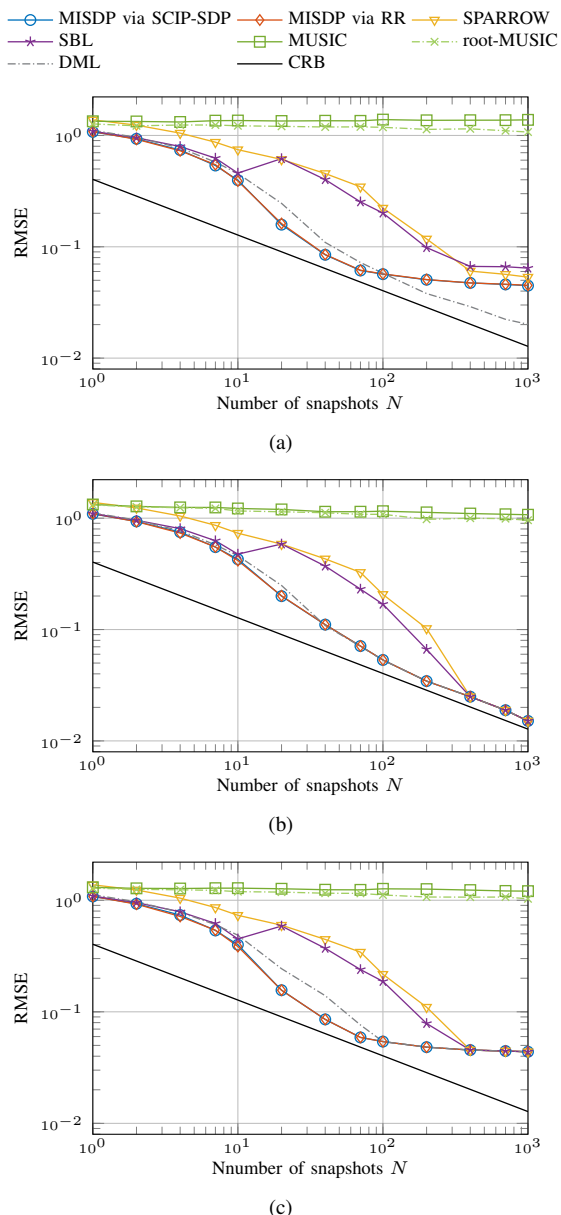 MISDP via SCIP-SDP MISDP via RR SPARROW
SBL MUSIC root-MUSIC
DML CRB
10^0
10^−1
10^−2
RMSE
10^0 10^1 10^2 10^3
Number of snapshots N
(a)
10^0
10^−1
10^−2
RMSE
10^0 10^1 10^2 10^3
Number of snapshots N
(b)
10^0
10^−1
10^−2
RMSE
10^0 10^1 10^2 10^3
Nnumber of snapshots N
(c)